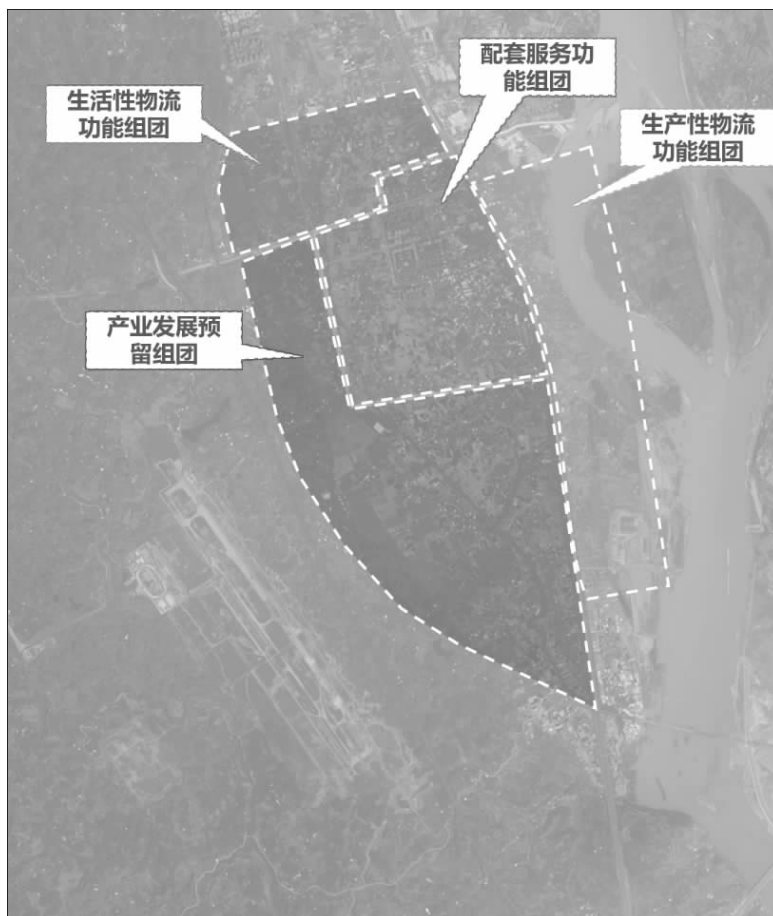 配套服务功
能组团
生活性物流
功能组团
生产性物流
功能组团
产业发展预
留组团